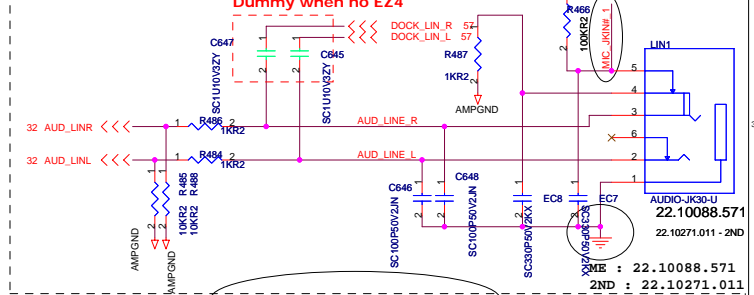 Dummy when no EZ4
DOCK_LIN_R 57
DOCK_LIN_L 57
R466
100KR2
MIC_JKIN#_1
LIN1
C647
SC1U10V3ZY
C645
SC1U10V3ZY
R487
1KR2
AMPGND
32 AUD_LINR
R486
1KR2
AUD_LINE_R
32 AUD_LINL
R484
1KR2
AUD_LINE_L
R485
10KR2
R488
10KR2
AMPGND
AMPGND
C646
SC100P50V2JN
C648
SC100P50V2JN
SC330P50V2KX
EC8
SC330P50V2KX
EC7
5
4
3
6
2
1
AUDIO-JK30-U
22.10088.571
22.10271.011 - 2ND
ME : 22.10088.571
2ND : 22.10271.011